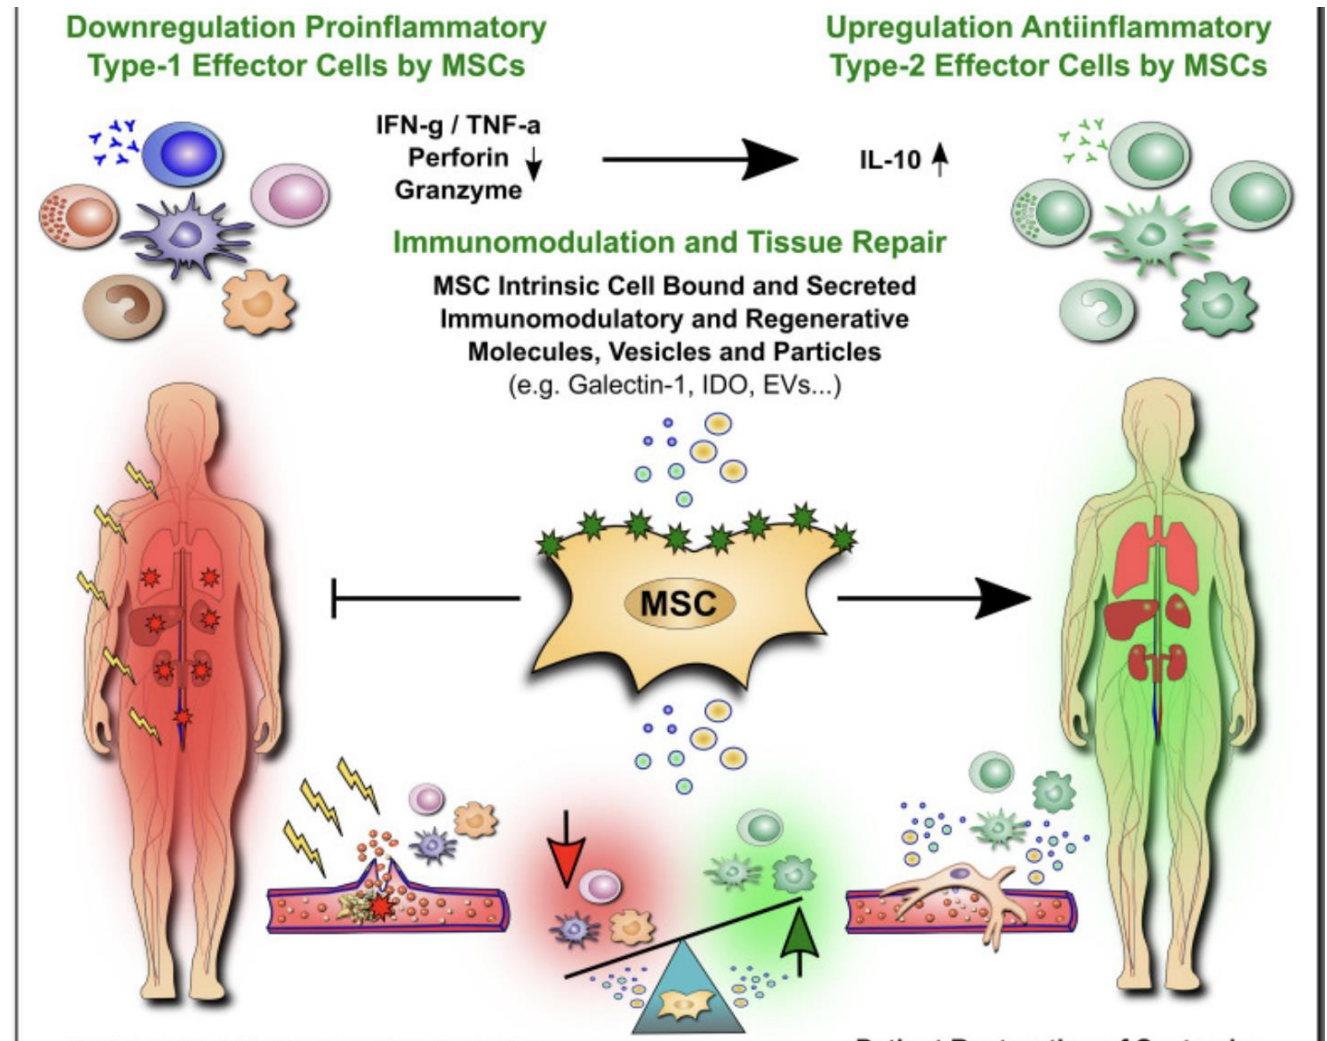 Downregulation Proinflammatory
Type-1 Effector Cells by MSCs
Upregulation Antiinflammatory
Type-2 Effector Cells by MSCs
IFN-g / TNF-a
Perforin
Granzyme
IL-10
Immunomodulation and Tissue Repair
MSC Intrinsic Cell Bound and Secreted
Immunomodulatory and Regenerative
Molecules, Vesicles and Particles
(e.g. Galectin-1, IDO, EVs...)
MSC